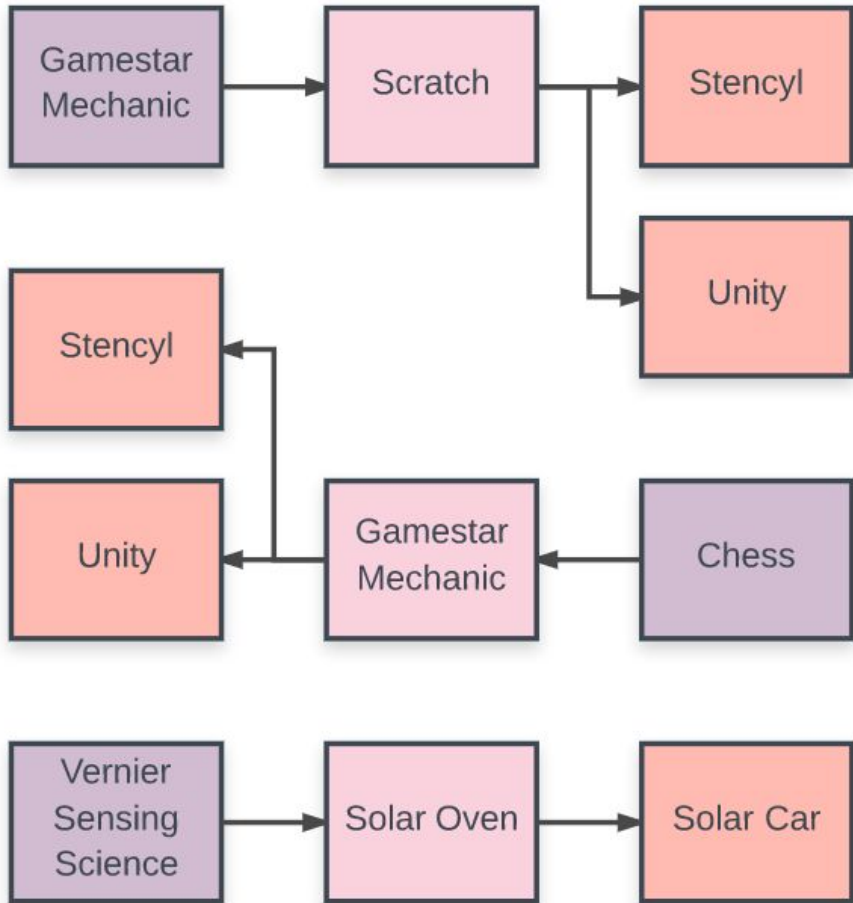 Gamestar
Mechanic
Scratch
Stencyl
Unity
Stencyl
Unity
Gamestar
Mechanic
Chess
Vernier
Sensing
Science
Solar Oven
Solar Car